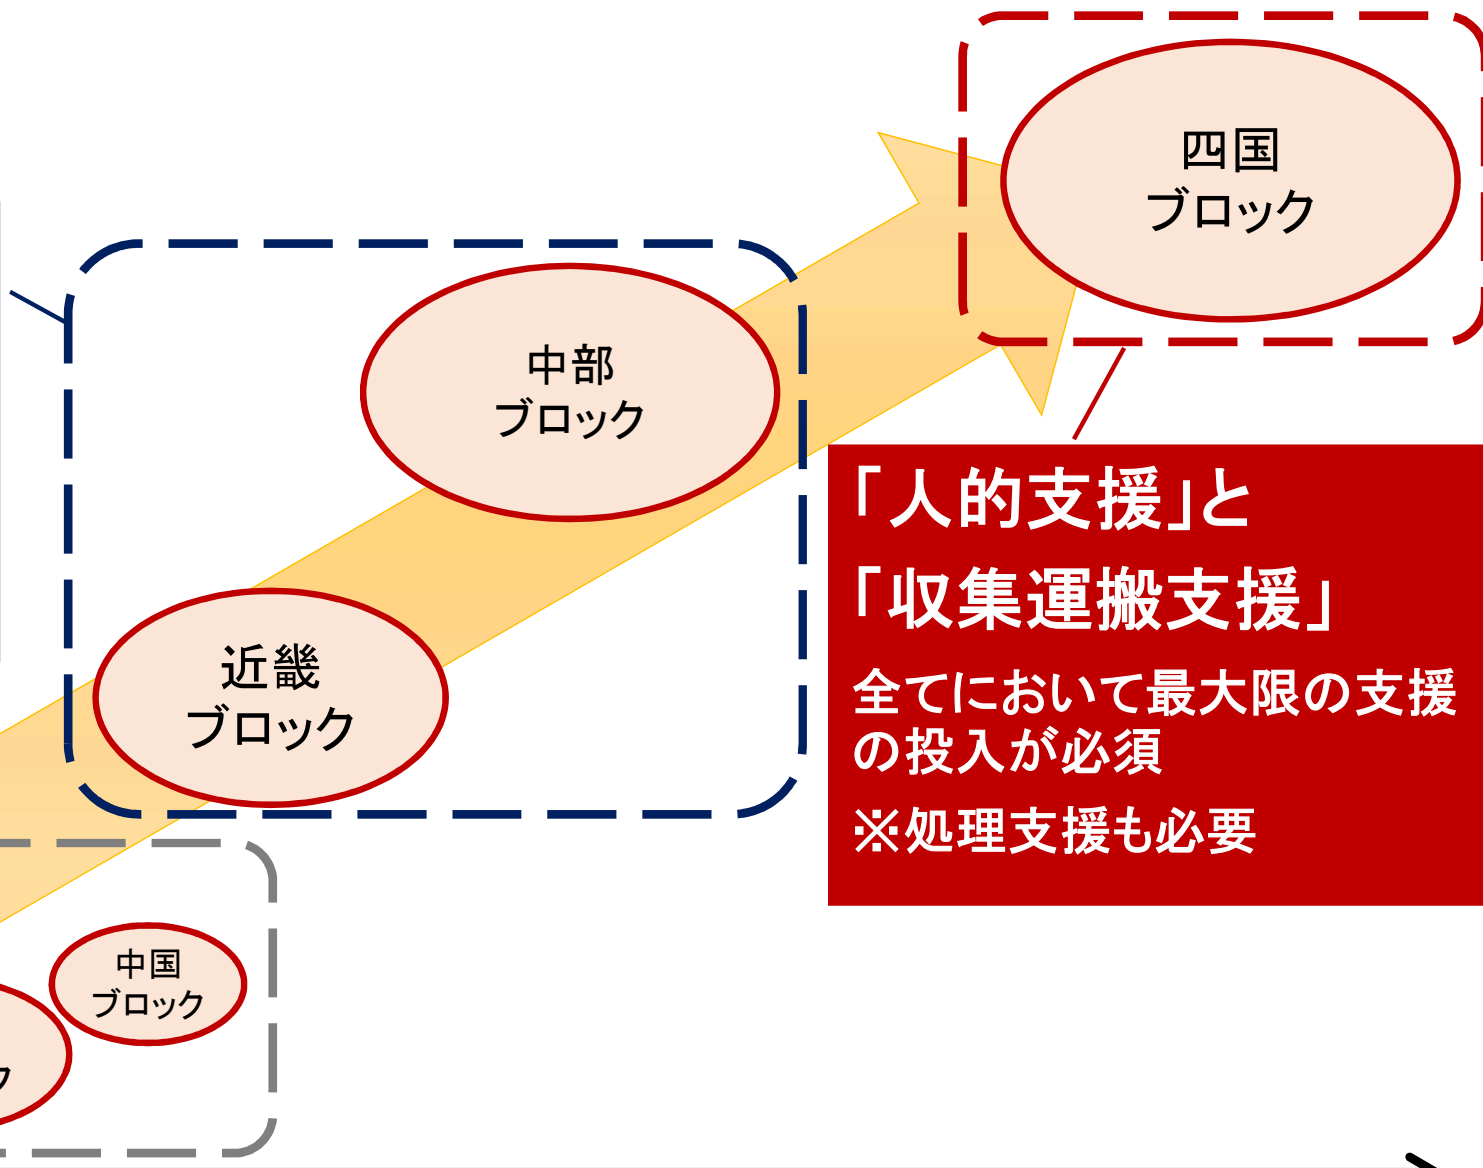 四国
ブロック
中部
ブロック
「人的支援」と
「収集運搬支援」
全てにおいて最大限の支援
の投入が必須
※処理支援も必要
近畿
ブロック
中国
ブロック
ク